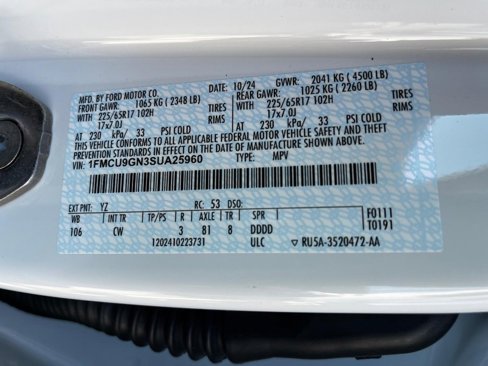 MFD. BY FORD MOTOR CO. DATE: 10/24 GVWR: 2041 KG ( 4500 LB)
FRONT GAWR: 1065 KG ( 2348 LB) REAR GAWR: 1025 KG ( 2260 LB)
WITH 225/65R17 102H TIRES WITH 225/65R17 102H TIRES
17x7.0J RIMS 17x7.0J RIMS
AT 230 kPa/ 33 PSI COLD AT 230 kPa/ 33 PSI COLD
THIS VEHICLE CONFORMS TO ALL APPLICABLE FEDERAL MOTOR VEHICLE SAFETY AND THEFT
PREVENTION STANDARDS IN EFFECT ON THE DATE OF MANUFACTURE SHOWN ABOVE.
VIN: 1FMCU9GN3SUA25960 TYPE: MPV
EXT PNT: YZ RC: 53 DSO:
WB INT TR TP/PS R AXLE TR SPR F0111
106 CW 3 81 8 DDDD T0191
1202410223731 ULC ▽ RU5A-3520472-AA